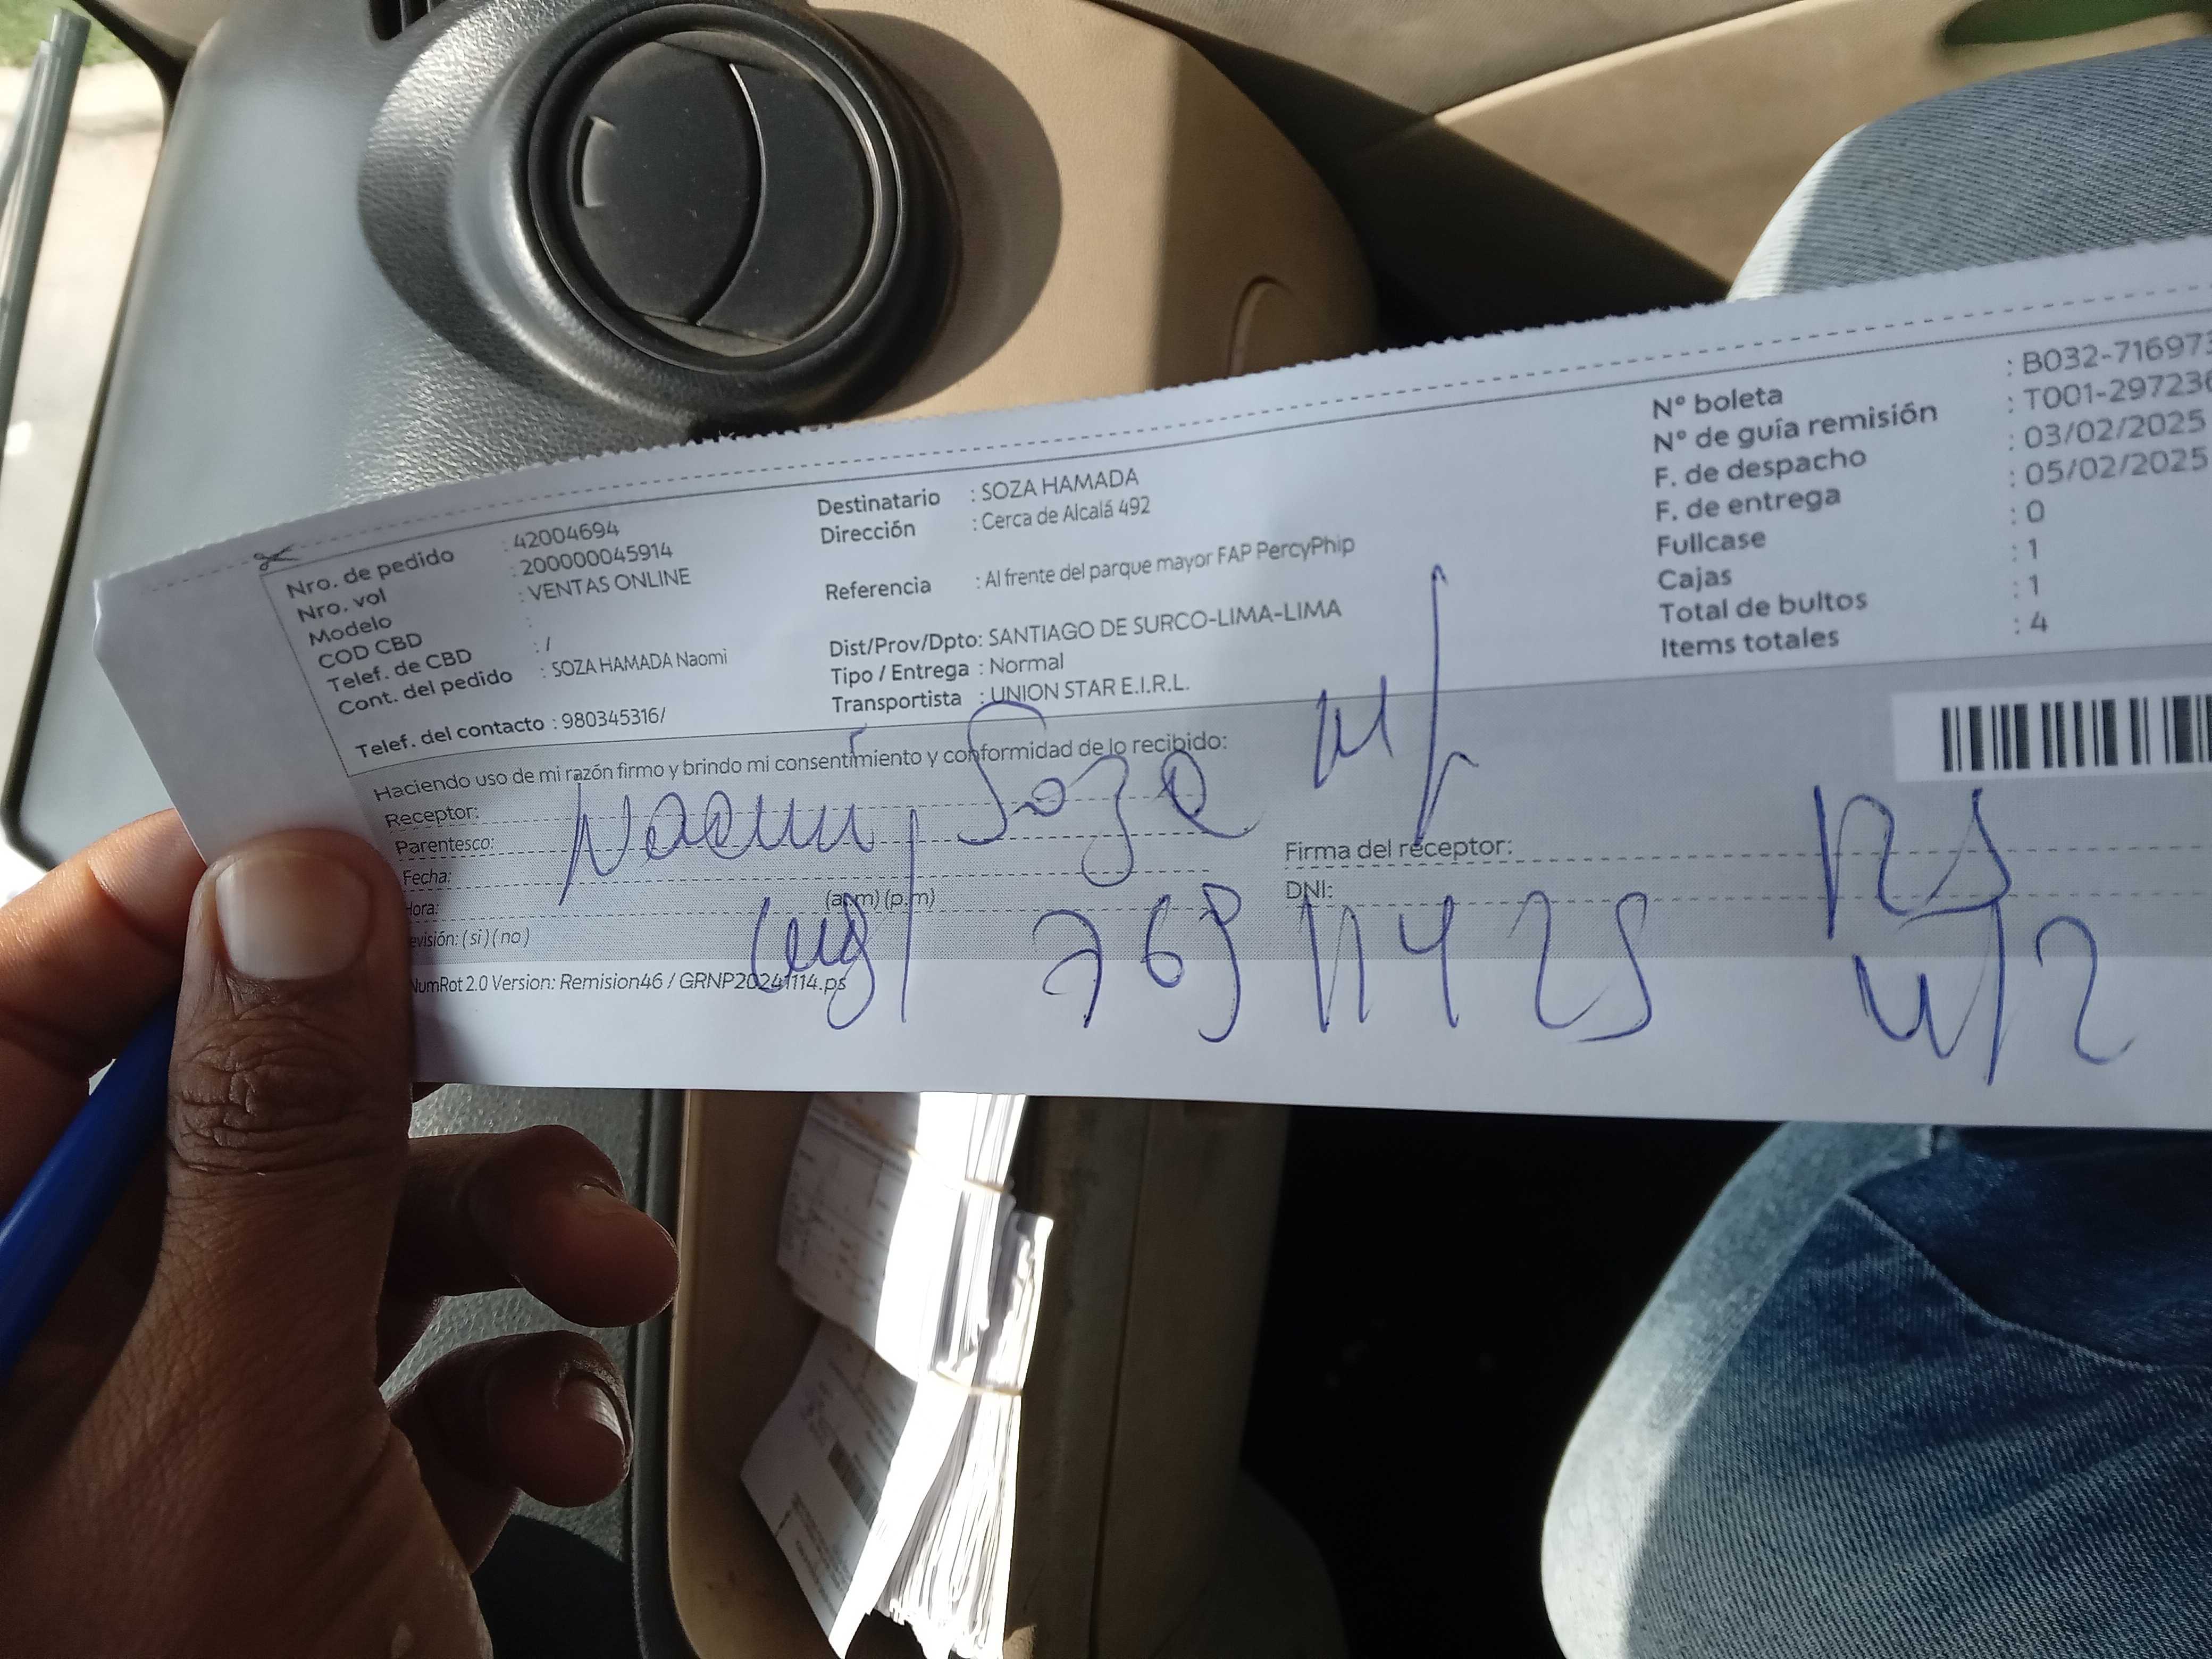 Nro. de pedido : 42004694
Nro. vol : 200000045914
Modelo : VENTAS ONLINE
COD CBD :
Telef. de CBD : /
Cont. del pedido : SOZA HAMADA Naomi
Telef. del contacto : 980345316/
Destinatario : SOZA HAMADA
Dirección : Cerca de Alcalá 492
Referencia : Al frente del parque mayor FAP PercyPhip
Dist/Prov/Dpto: SANTIAGO DE SURCO-LIMA-LIMA
Tipo / Entrega : Normal
Transportista : UNION STAR E.I.R.L.
N° boleta : B032-716973
N° de guía remisión : T001-297236
F. de despacho : 03/02/2025
F. de entrega : 05/02/2025
Fullcase : 0
Cajas : 1
Total de bultos : 1
Items totales : 4
Haciendo uso de mi razón firmo y brindo mi consentimiento y conformidad de lo recibido:
Receptor: Naomi Soza
Parentesco:
Fecha:
Hora: (a.m) (p.m)
evisión: ( si ) ( no )
Firma del receptor: NS
DNI:
4/2
NumRot 2.0 Version: Remision46 / GRNP20241114.ps